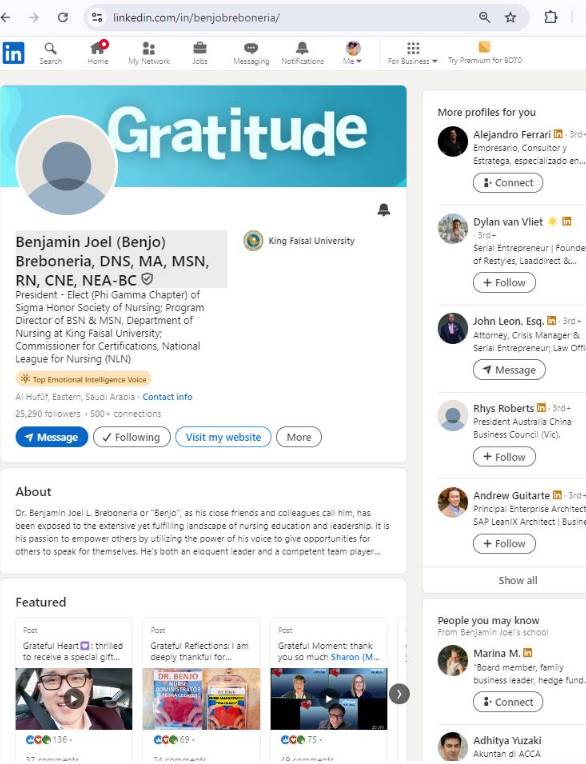 linkedin.com/in/benjobreboneria/
in
Search
Home
My Network
Jobs
Messaging
Notifications
Me
For Business
Try Premium for BDT0
Gratitude
Benjamin Joel (Benjo)
Breboneria, DNS, MA, MSN,
RN, CNE, NEA-BC
King Faisal University
President - Elect (Phi Gamma Chapter) of
Sigma Honor Society of Nursing; Program
Director of BSN & MSN, Department of
Nursing at King Faisal University;
Commissioner for Certifications, National
League for Nursing (NLN)
Top Emotional Intelligence Voice
Al Hufūf, Eastern, Saudi Arabia · Contact info
25,290 followers · 500+ connections
Message
Following
Visit my website
More
About
Dr. Benjamin Joel L. Breboneria or "Benjo", as his close friends and colleagues call him, has
been exposed to the extensive yet fulfilling landscape of nursing education and leadership. It is
his passion to empower others by utilizing the power of his voice to give opportunities for
others to speak for themselves. He's both an eloquent leader and a competent team player...
Featured
Post
Grateful Heart💜: thrilled
to receive a special gift...
136 ·
37 comments
Post
Grateful Reflections: I am
deeply thankful for...
DR. BENJO
NURSE
ADMINISTRATOR
69 ·
24 comments
Post
Grateful Moment: thank
you so much Sharon (M...
75 ·
49 comments
More profiles for you
Alejandro Ferrari in · 3rd+
Empresario, Consultor y
Estratega, especializado en...
Connect
Dylan van Vliet ☀️ in
· 3rd+
Serial Entrepreneur | Founde
of Restyles, Laaddirect &...
+ Follow
John Leon, Esq. in · 3rd+
Attorney, Crisis Manager &
Serial Entrepreneur; Law Offi
Message
Rhys Roberts in · 3rd+
President Australia China
Business Council (Vic).
+ Follow
Andrew Guitarte in · 3rd+
Principal Enterprise Architect
SAP LeanIX Architect | Busine
+ Follow
Show all
People you may know
From Benjamin Joel's school
Marina M. in
"Board member, family
business leader, hedge fund.
Connect
Adhitya Yuzaki
Akuntan di ACCA